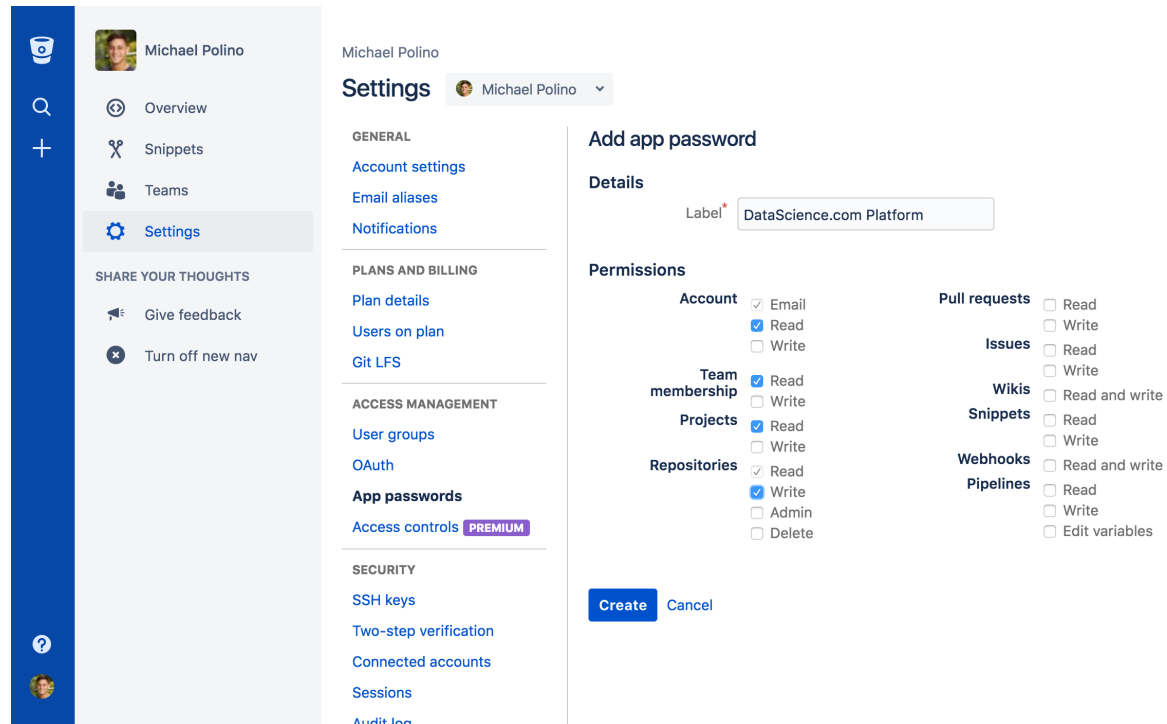 Michael Polino
Overview
Snippets
Teams
Settings
SHARE YOUR THOUGHTS
Give feedback
Turn off new nav
?
Michael Polino
Settings
Michael Polino
GENERAL
Account settings
Email aliases
Notifications
PLANS AND BILLING
Plan details
Users on plan
Git LFS
ACCESS MANAGEMENT
User groups
OAuth
App passwords
Access controls PREMIUM
SECURITY
SSH keys
Two-step verification
Connected accounts
Sessions
Audit log
Add app password
Details
Label* DataScience.com Platform
Permissions
Account
Email
Read
Write
Team
membership
Read
Write
Projects
Read
Write
Repositories
Read
Write
Admin
Delete
Pull requests
Read
Write
Issues
Read
Write
Wikis
Read and write
Snippets
Read
Write
Webhooks
Read and write
Pipelines
Read
Write
Edit variables
Create Cancel